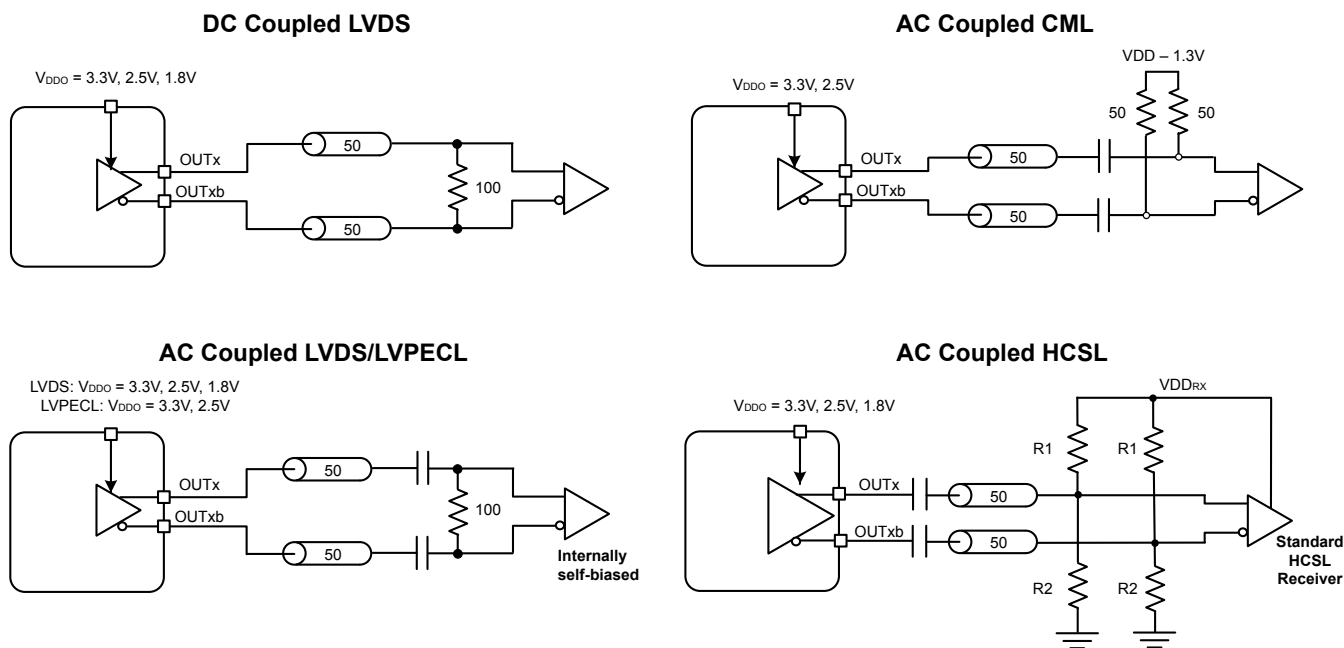 DC Coupled LVDS
VDDO = 3.3V, 2.5V, 1.8V
OUTx
OUTxb
50
50
100
AC Coupled CML
VDD – 1.3V
VDDO = 3.3V, 2.5V
50
50
OUTx
OUTxb
50
50
AC Coupled LVDS/LVPECL
LVDS: VDDO = 3.3V, 2.5V, 1.8V
LVPECL: VDDO = 3.3V, 2.5V
OUTx
OUTxb
50
50
100
Internally
self-biased
AC Coupled HCSL
VDDRX
VDDO = 3.3V, 2.5V, 1.8V
R1
R1
OUTx
OUTxb
50
50
R2
R2
Standard
HCSL
Receiver